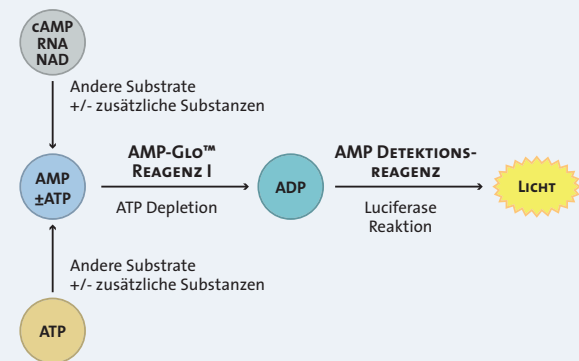 cAMP
RNA
NAD
Andere Substrate
+/- zusätzliche Substanzen
AMP
±ATP
AMP-Glo™
Reagenz I
ATP Depletion
ADP
AMP Detektions-
reagenz
Luciferase
Reaktion
Licht
Andere Substrate
+/- zusätzliche Substanzen
ATP